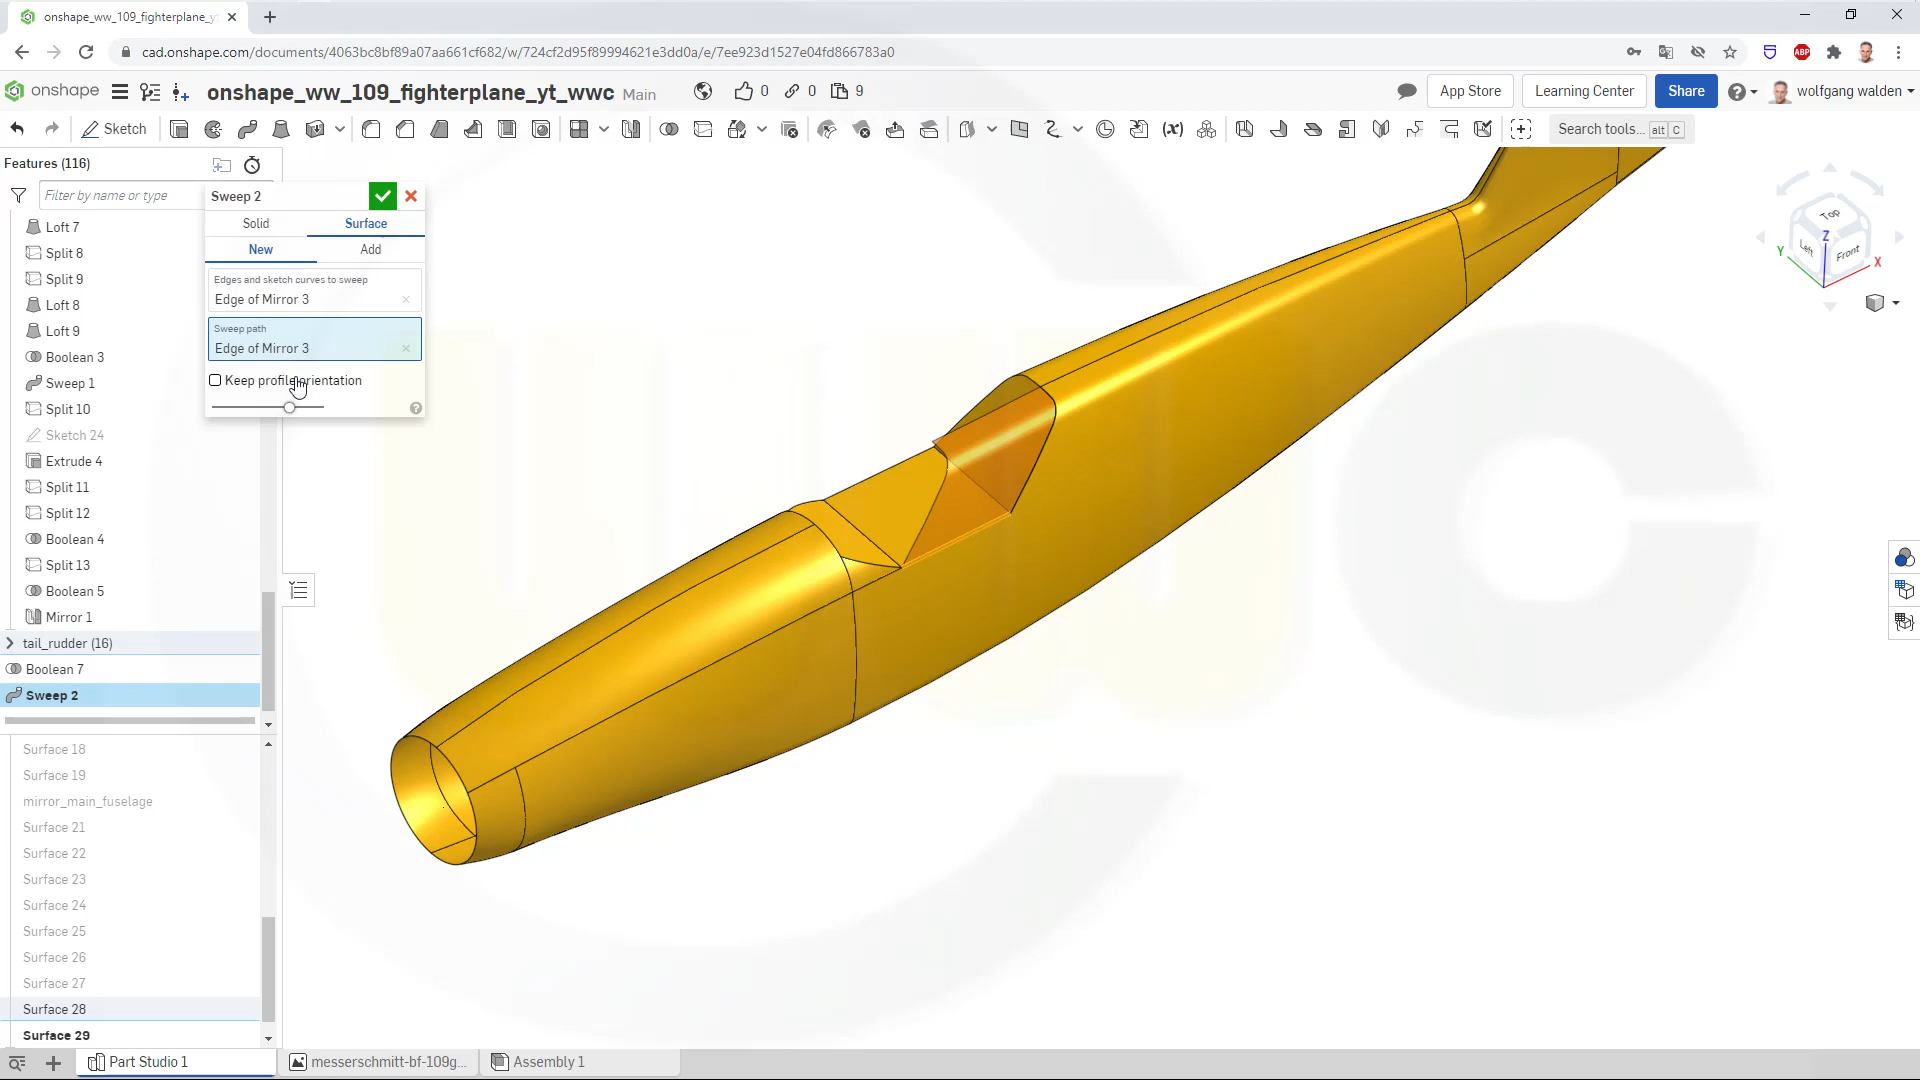 onshape_ww_109_fighterplane_yt_
cad.onshape.com/documents/4063bc8bf89a07aa661cf682/w/724cf2d95f89994621e3dd0a/e/7ee923d1527e04fd866783a0
ABP
onshape
onshape_ww_109_fighterplane_yt_wwc Main
0
0
9
App Store
Learning Center
Share
wolfgang walden
Sketch
(x)
Search tools... alt C
Features (116)
Filter by name or type
Loft 7
Split 8
Split 9
Loft 8
Loft 9
Boolean 3
Sweep 1
Split 10
Sketch 24
Extrude 4
Split 11
Split 12
Boolean 4
Split 13
Boolean 5
Mirror 1
tail_rudder (16)
Boolean 7
Sweep 2
Surface 18
Surface 19
mirror_main_fuselage
Surface 21
Surface 22
Surface 23
Surface 24
Surface 25
Surface 26
Surface 27
Surface 28
Surface 29
Sweep 2
Solid
Surface
New
Add
Edges and sketch curves to sweep
Edge of Mirror 3
Sweep path
Edge of Mirror 3
Keep profile orientation
Top
Left
Front
Z
Y
X
Part Studio 1
messerschmitt-bf-109g...
Assembly 1